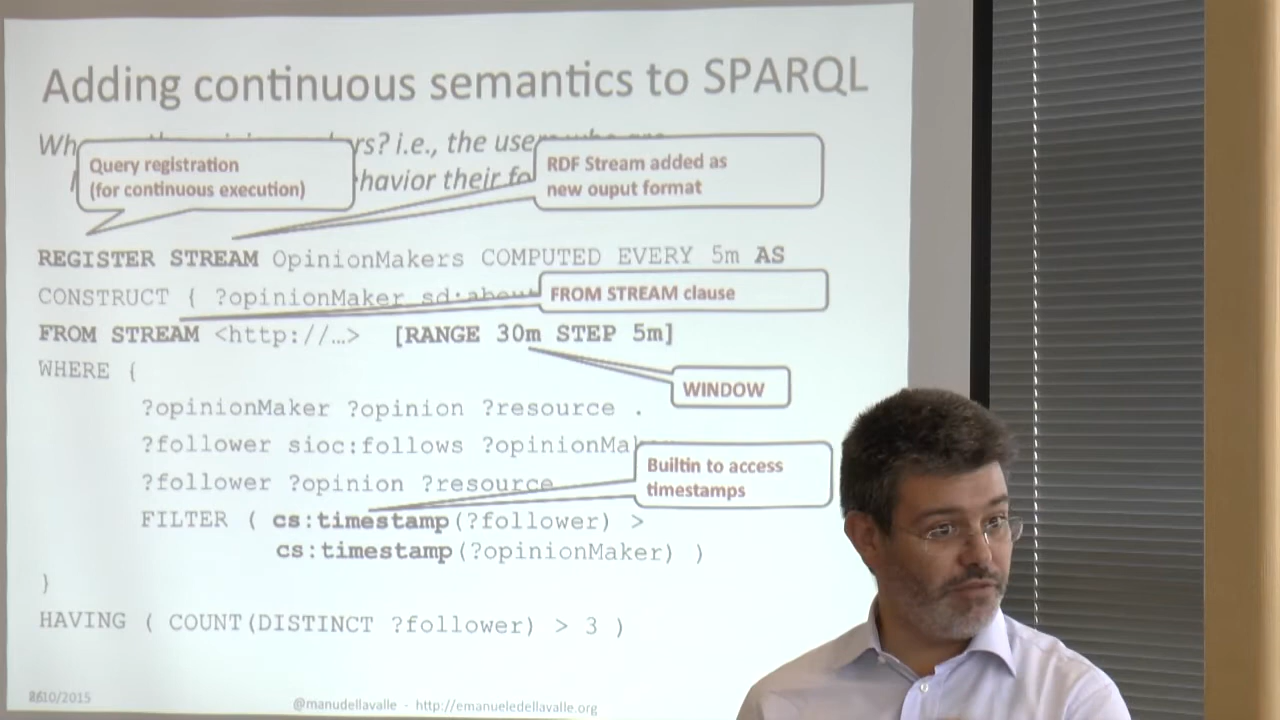 Adding continuous semantics to SPARQL
i.e., the
Query registration
(for continuous execution)
RDF Stream added as
new ouput format
REGISTER STREAM OpinionMakers COMPUTED EVERY 5m AS
CONSTRUCT { ?opinionMaker
FROM STREAM clause
FROM STREAM <http://…> [RANGE 30m STEP 5m]
WHERE {
WINDOW
?opinionMaker ?opinion ?resource .
?follower sioc:follows
?follower ?opinion ?resource
Builtin to access
timestamps
FILTER ( cs:timestamp(?follower) >
cs:timestamp(?opinionMaker) )
}
HAVING ( COUNT(DISTINCT ?follower) > 3 )
@manudellavalle - http://emanueledellavalle.org